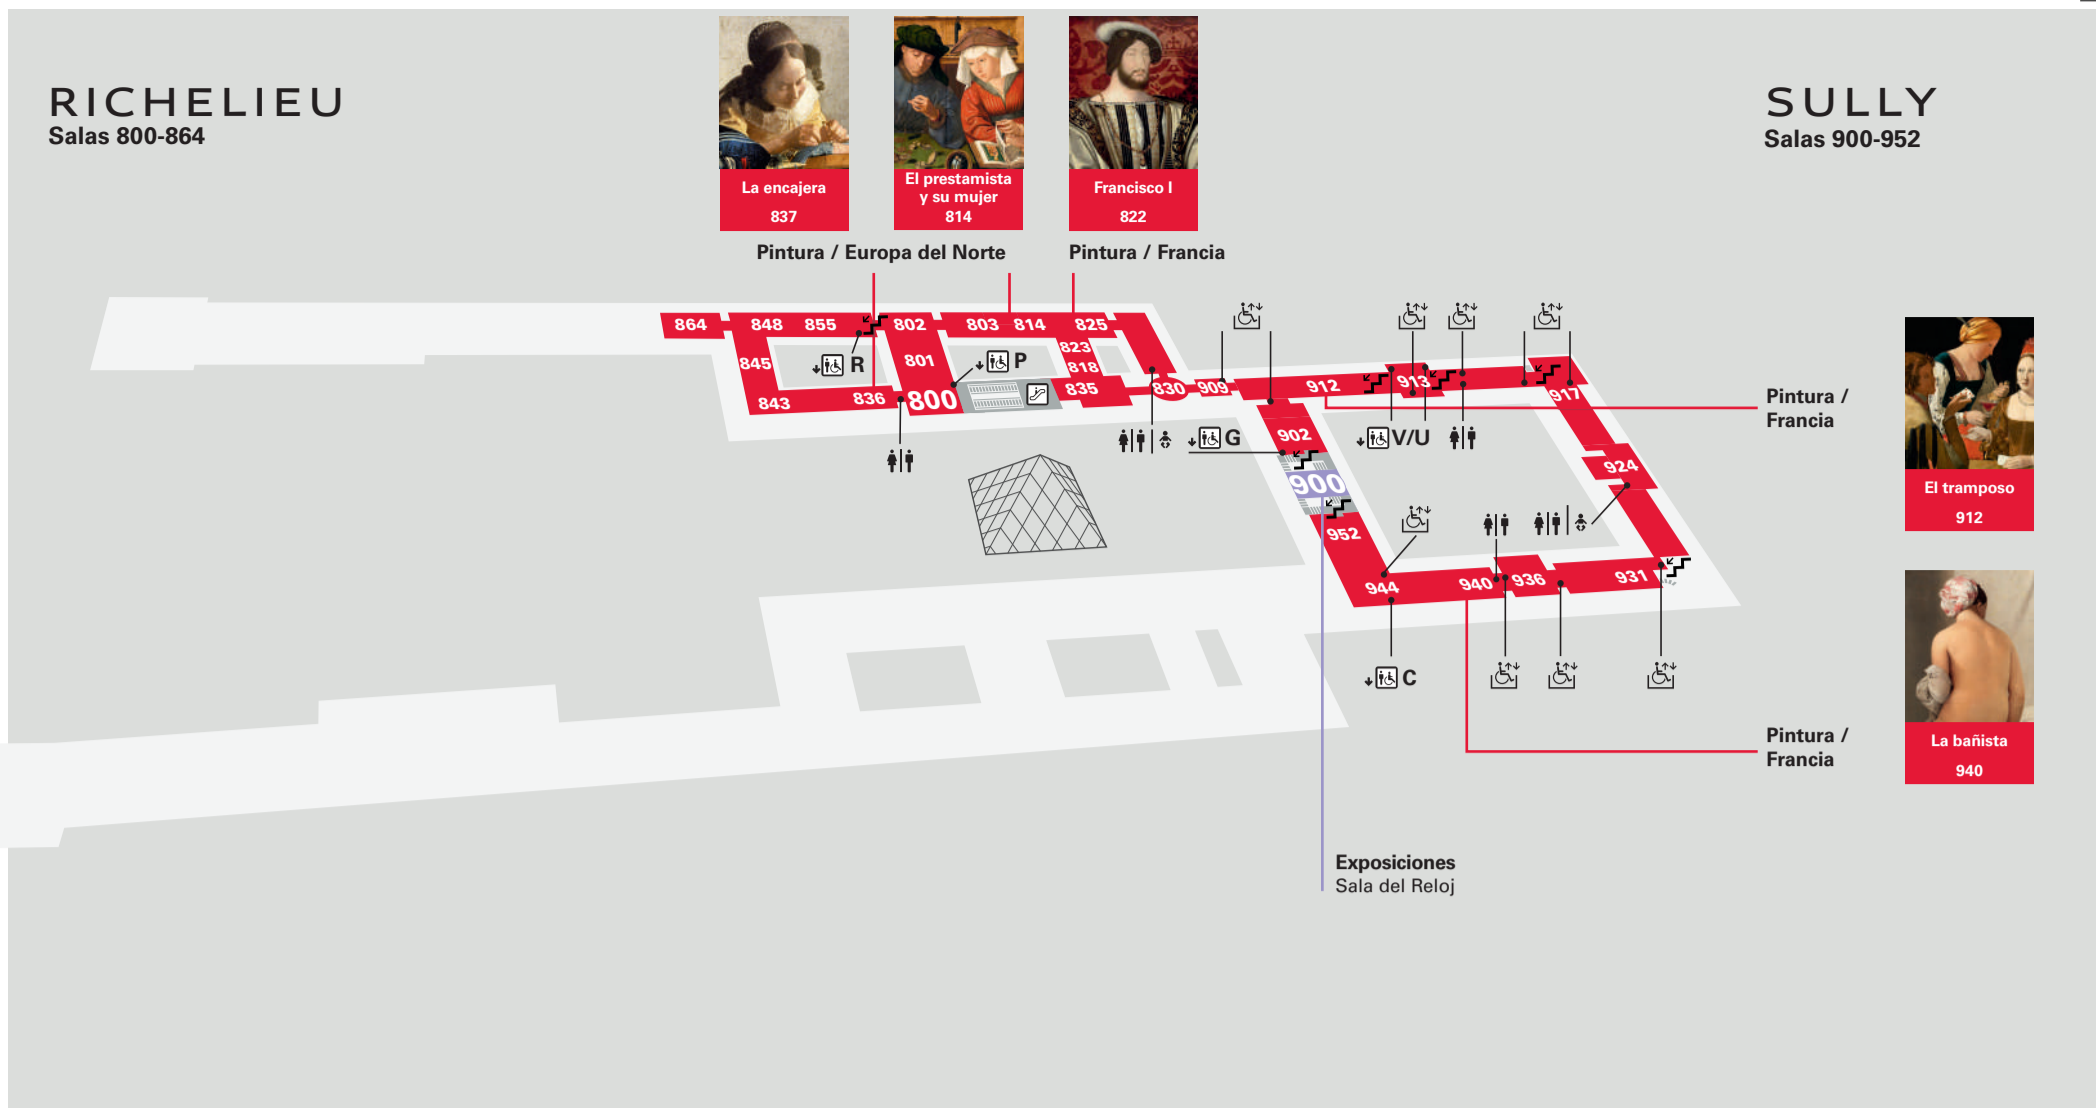 RICHELIEU
Salas 800-864
SULLY
Salas 900-952
La encajera
837
El prestamista
y su mujer
814
Francisco I
822
Pintura / Europa del Norte
Pintura / Francia
864
848
855
802
803
814
825
845
801
823
818
R
P
843
836
800
835
830
909
912
913
917
902
G
V/U
900
924
952
944
940
936
931
C
Pintura /
Francia
El tramposo
912
Pintura /
Francia
La bañista
940
Exposiciones
Sala del Reloj